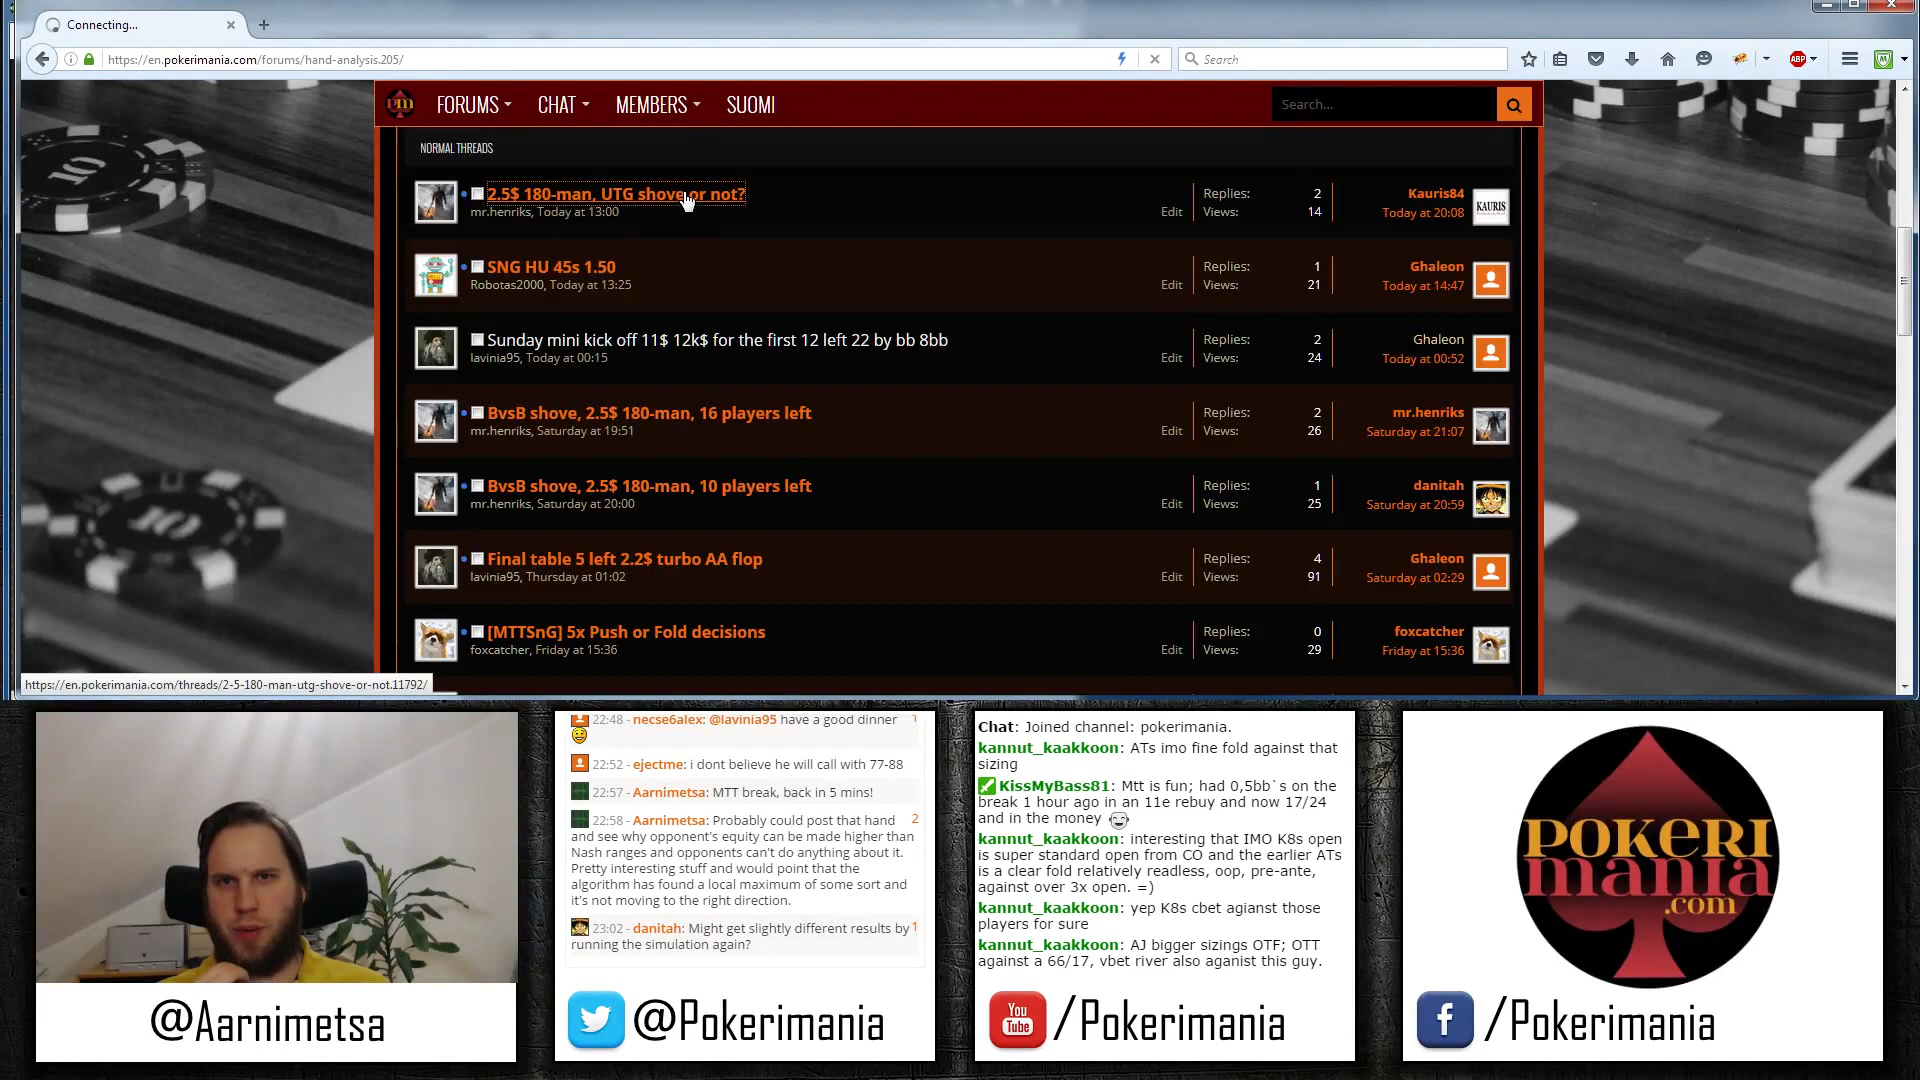 Connecting...
https://en.pokerimania.com/forums/hand-analysis.205/
Search
ABP
pm
FORUMS
CHAT
MEMBERS
SUOMI
Search...
NORMAL THREADS
2.5$ 180-man, UTG shove or not?
mr.henriks, Today at 13:00
Edit
Replies: 2
Views: 14
Kauris84
Today at 20:08
KAURIS
SNG HU 45s 1.50
Robotas2000, Today at 13:25
Edit
Replies: 1
Views: 21
Ghaleon
Today at 14:47
Sunday mini kick off 11$ 12k$ for the first 12 left 22 by bb 8bb
lavinia95, Today at 00:15
Edit
Replies: 2
Views: 24
Ghaleon
Today at 00:52
BvsB shove, 2.5$ 180-man, 16 players left
mr.henriks, Saturday at 19:51
Edit
Replies: 2
Views: 26
mr.henriks
Saturday at 21:07
BvsB shove, 2.5$ 180-man, 10 players left
mr.henriks, Saturday at 20:00
Edit
Replies: 1
Views: 25
danitah
Saturday at 20:59
Final table 5 left 2.2$ turbo AA flop
lavinia95, Thursday at 01:02
Edit
Replies: 4
Views: 91
Ghaleon
Saturday at 02:29
[MTTSnG] 5x Push or Fold decisions
foxcatcher, Friday at 15:36
Edit
Replies: 0
Views: 29
foxcatcher
Friday at 15:36
https://en.pokerimania.com/threads/2-5-180-man-utg-shove-or-not.11792/
10
10
@Aarnimetsa
22:48 - necse6alex: @lavinia95 have a good dinner 1
22:52 - ejectme: i dont believe he will call with 77-88
22:57 - Aarnimetsa: MTT break, back in 5 mins!
22:58 - Aarnimetsa: Probably could post that hand 2
and see why opponent's equity can be made higher than
Nash ranges and opponents can't do anything about it.
Pretty interesting stuff and would point that the
algorithm has found a local maximum of some sort and
it's not moving to the right direction.
23:02 - danitah: Might get slightly different results by 1
running the simulation again?
@Pokerimania
Chat: Joined channel: pokerimania.
kannut_kaakkoon: ATs imo fine fold against that
sizing
KissMyBass81: Mtt is fun; had 0,5bb`s on the
break 1 hour ago in an 11e rebuy and now 17/24
and in the money
kannut_kaakkoon: interesting that IMO K8s open
is super standard open from CO and the earlier ATs
is a clear fold relatively readless, oop, pre-ante,
against over 3x open. =)
kannut_kaakkoon: yep K8s cbet agianst those
players for sure
kannut_kaakkoon: AJ bigger sizings OTF; OTT
against a 66/17, vbet river also aganist this guy.
You
Tube
/Pokerimania
POKERI
MANIA
.com
f
/Pokerimania